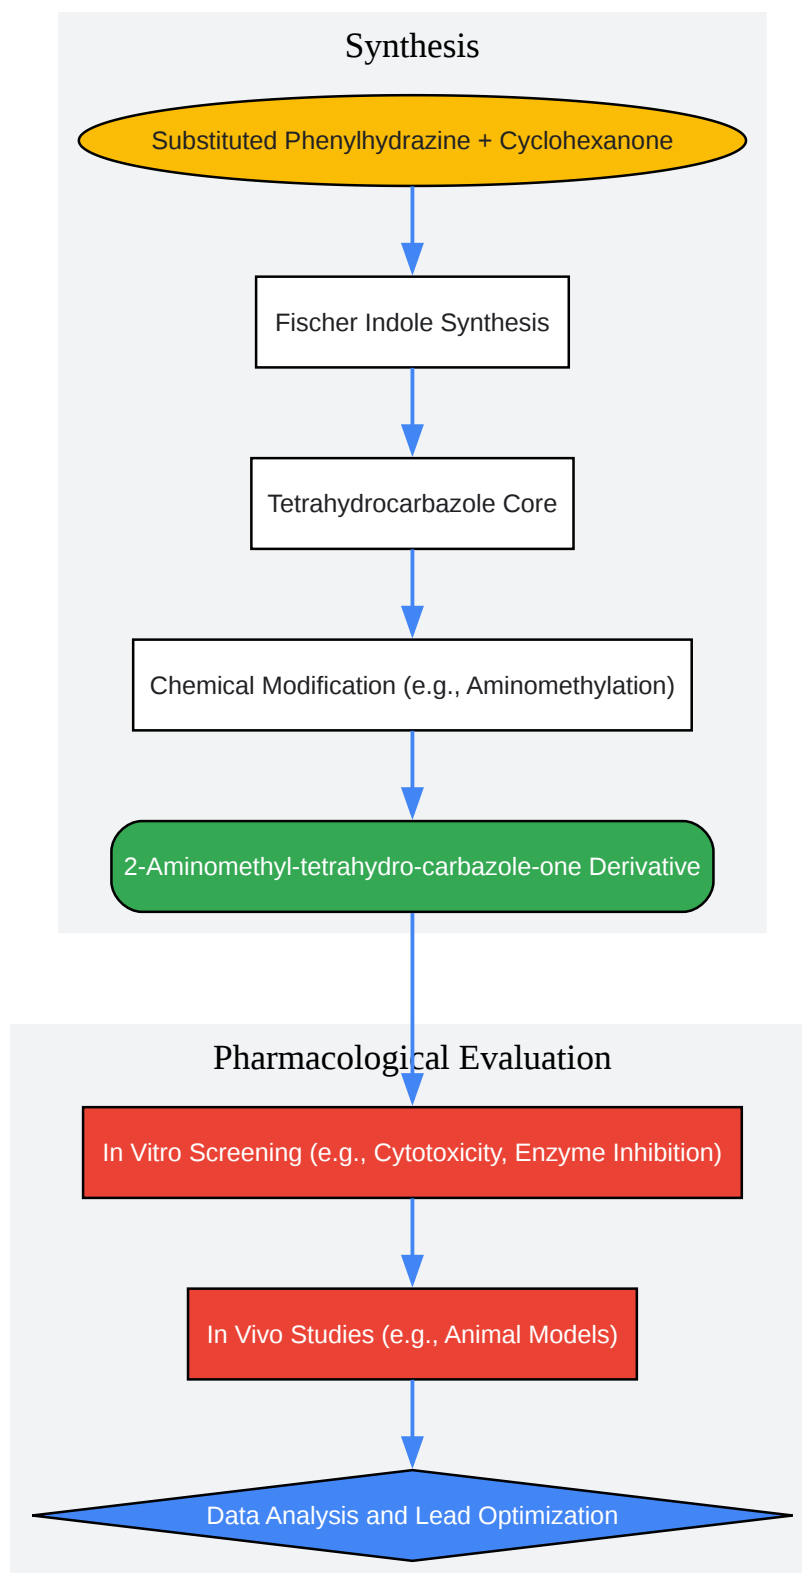 Synthesis
Substituted Phenylhydrazine + Cyclohexanone
Fischer Indole Synthesis
Tetrahydrocarbazole Core
Chemical Modification (e.g., Aminomethylation)
2-Aminomethyl-tetrahydro-carbazole-one Derivative
Pharmacological Evaluation
In Vitro Screening (e.g., Cytotoxicity, Enzyme Inhibition)
In Vivo Studies (e.g., Animal Models)
Data Analysis and Lead Optimization